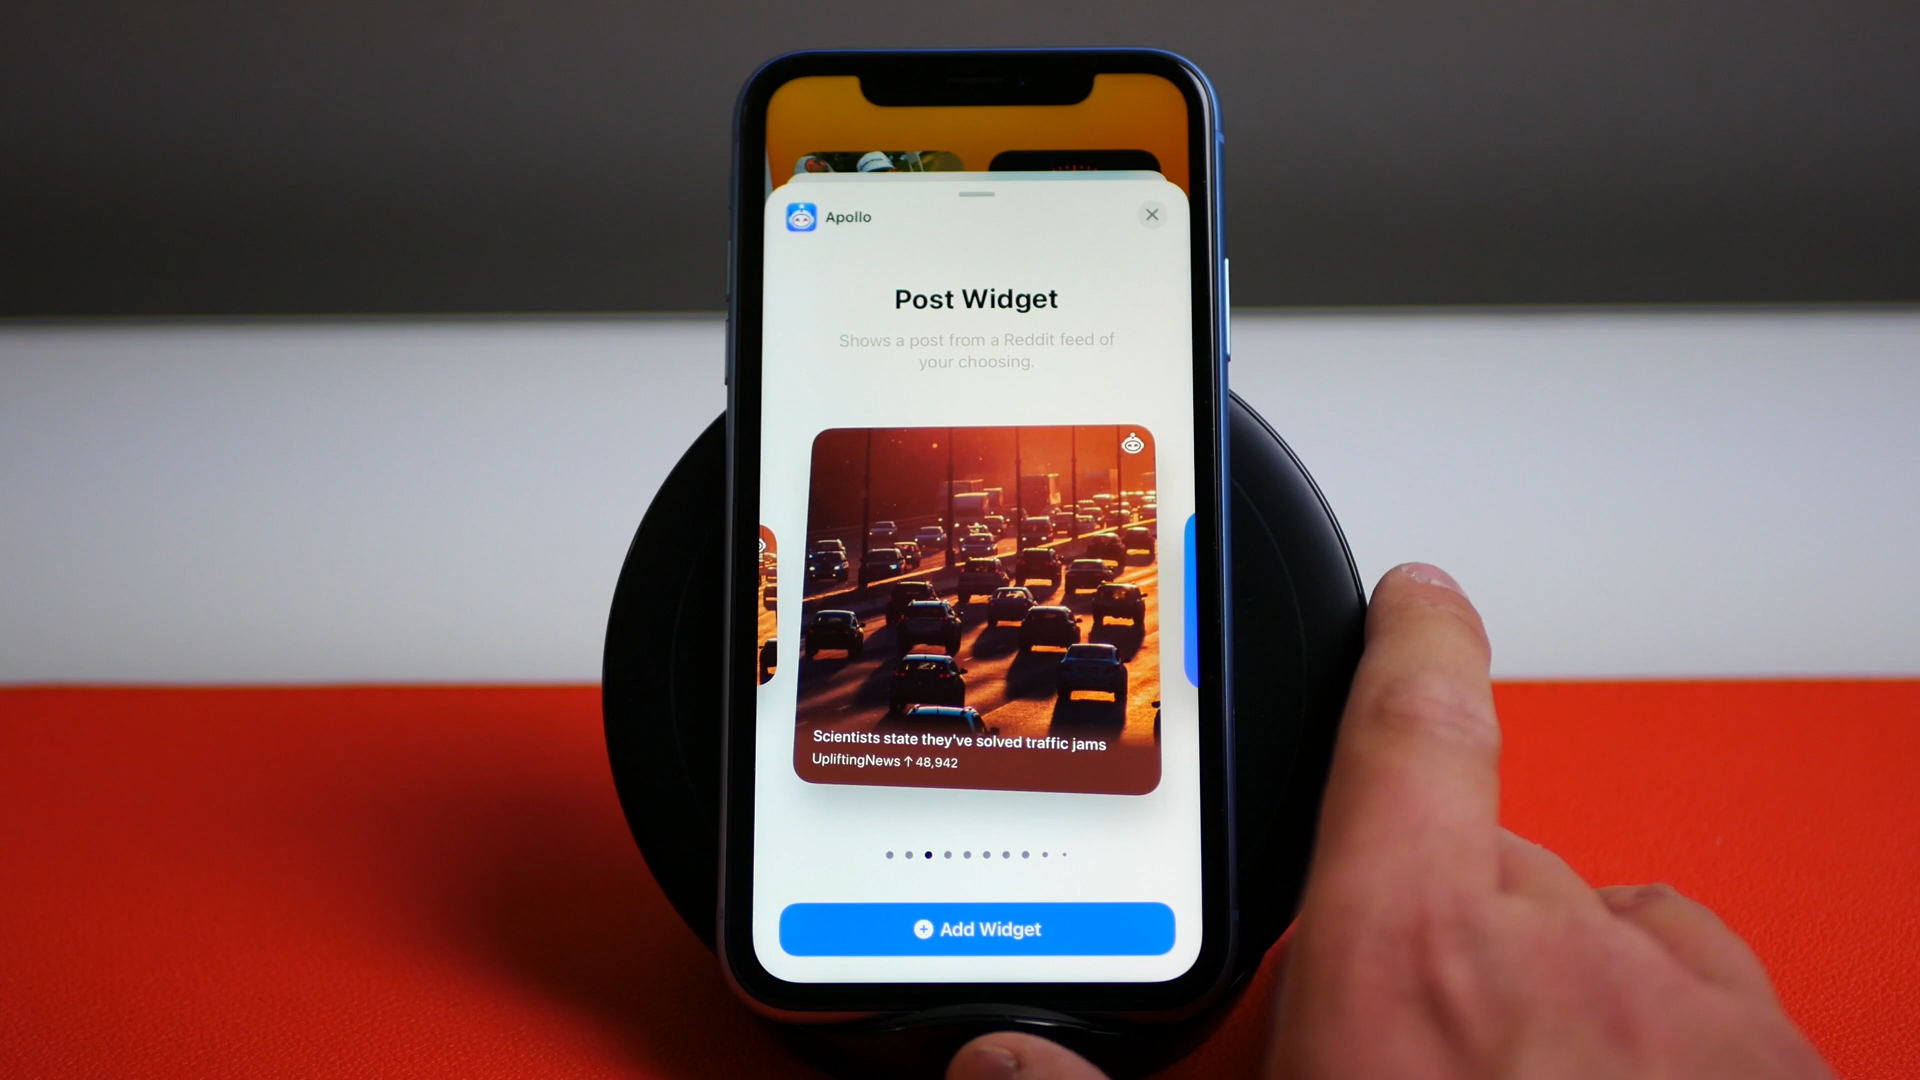 Apollo
Post Widget
Shows a post from a Reddit feed of
your choosing.
Scientists state they've solved traffic jams
UpliftingNews ↑ 48,942
Add Widget